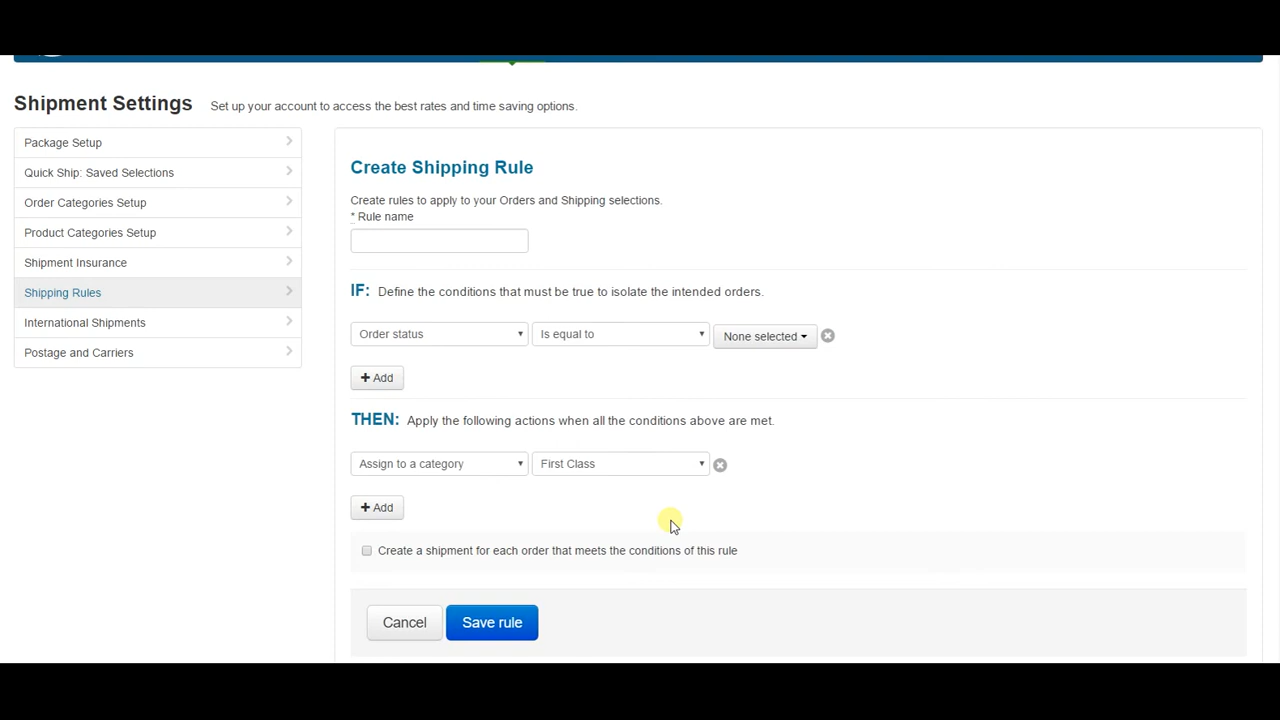 Shipment Settings Set up your account to access the best rates and time saving options.
Package Setup
Quick Ship: Saved Selections
Order Categories Setup
Product Categories Setup
Shipment Insurance
Shipping Rules
International Shipments
Postage and Carriers
Create Shipping Rule
Create rules to apply to your Orders and Shipping selections.
* Rule name
IF: Define the conditions that must be true to isolate the intended orders.
Order status Is equal to None selected
+ Add
THEN: Apply the following actions when all the conditions above are met.
Assign to a category First Class
+ Add
Create a shipment for each order that meets the conditions of this rule
Cancel Save rule